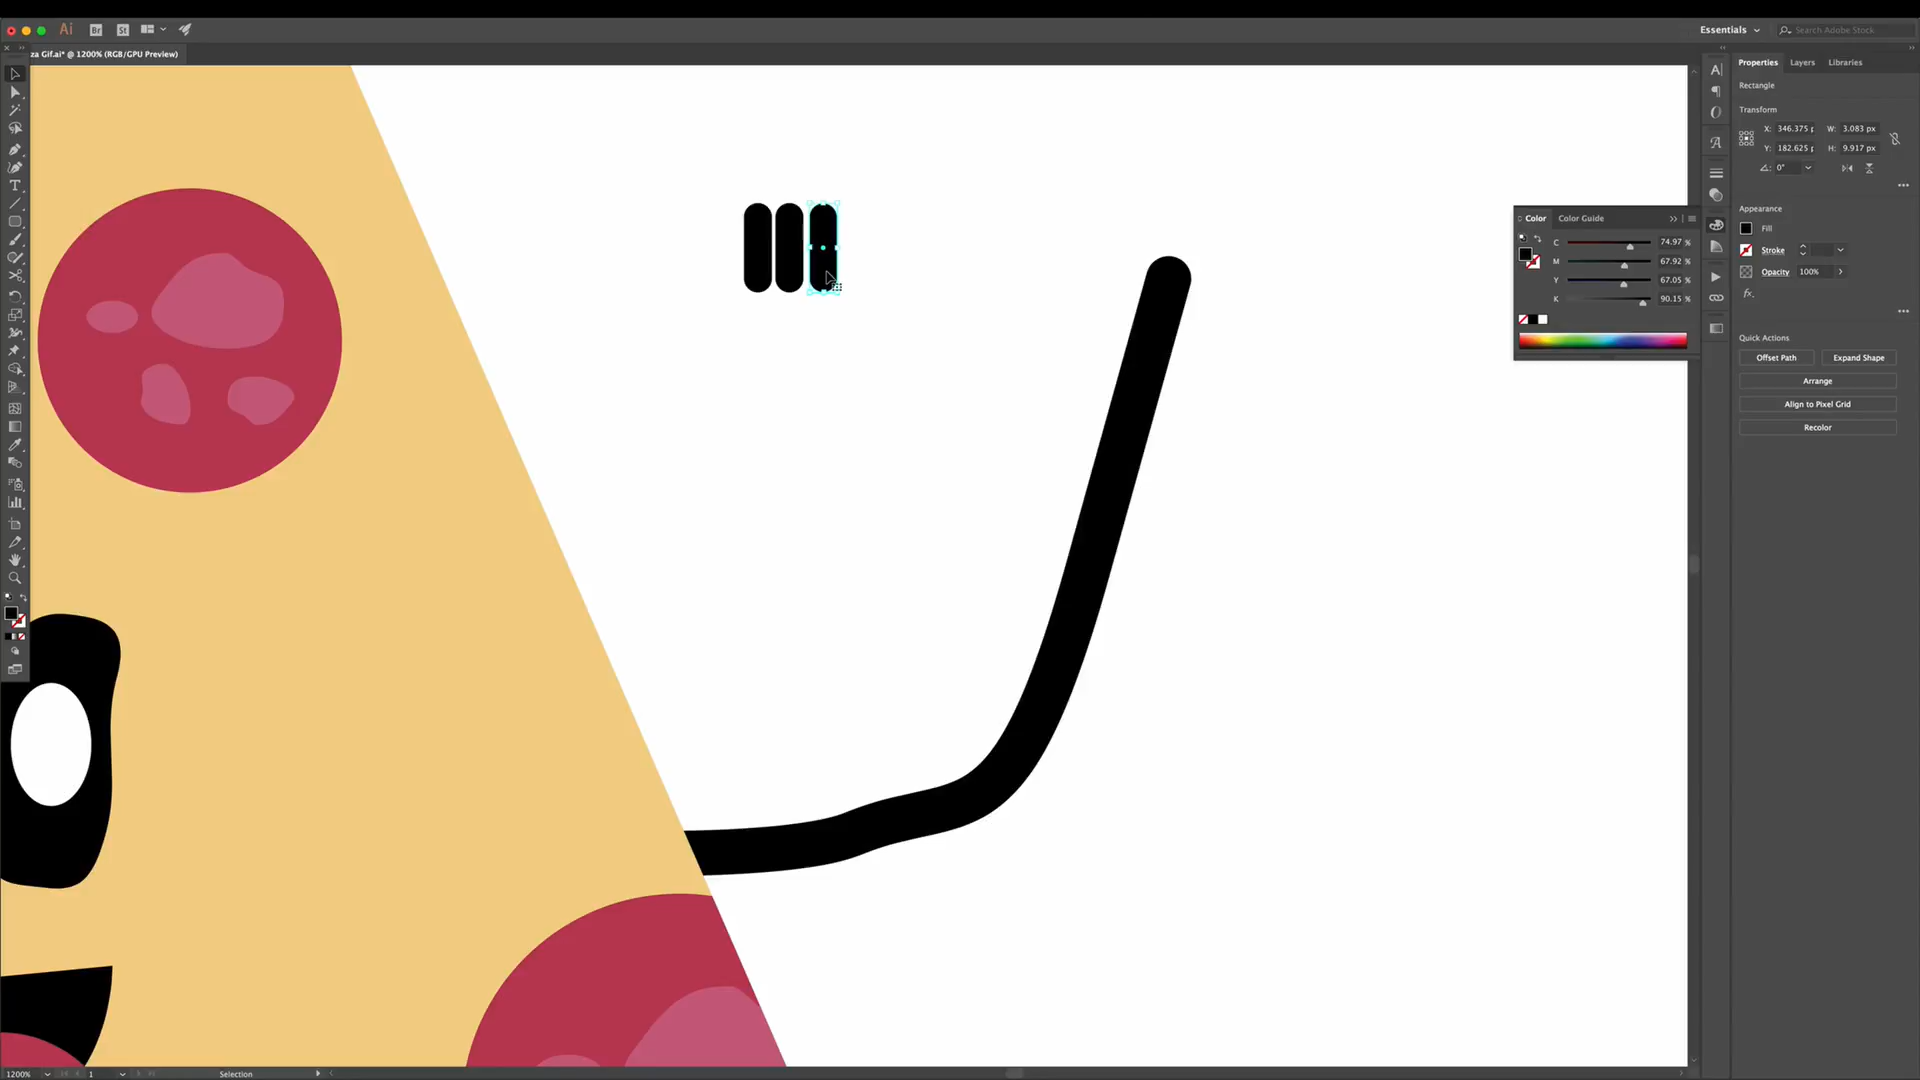 Ai Br St Essentials Search Adobe Stock
za Gif.ai* @ 1200% (RGB/GPU Preview)
Properties Layers Libraries
Rectangle
Transform
X: 346.375 p W: 3.083 px
Y: 182.625 p H: 9.917 px
0°
Appearance
Fill
Stroke
Opacity 100%
fx.
Quick Actions
Offset Path Expand Shape
Arrange
Align to Pixel Grid
Recolor
Color Color Guide
C 74.97 %
M 67.92 %
Y 67.05 %
K 90.15 %
1200% 1 Selection